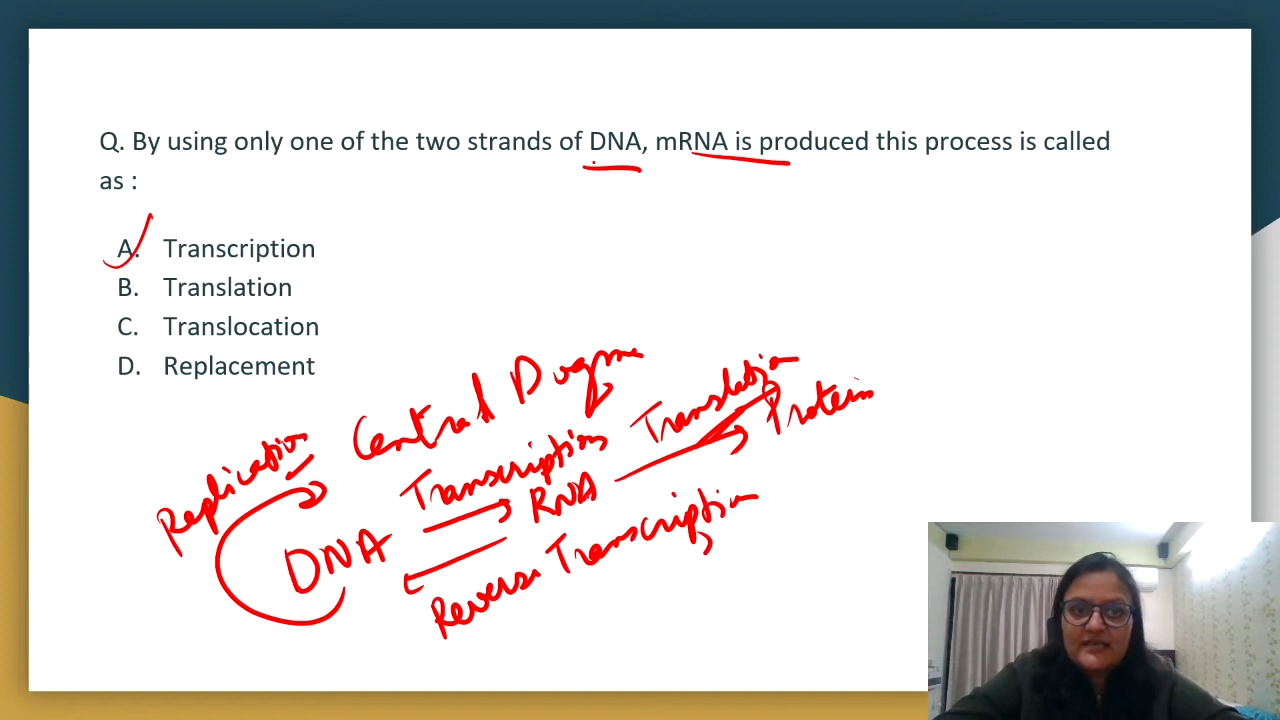 Q. By using only one of the two strands of DNA, mRNA is produced this process is called
as :
A. Transcription
B. Translation
C. Translocation
D. Replacement
Central Dogma
Replication
Transcription
Translation
DNA
RNA
Protein
Reverse Transcription